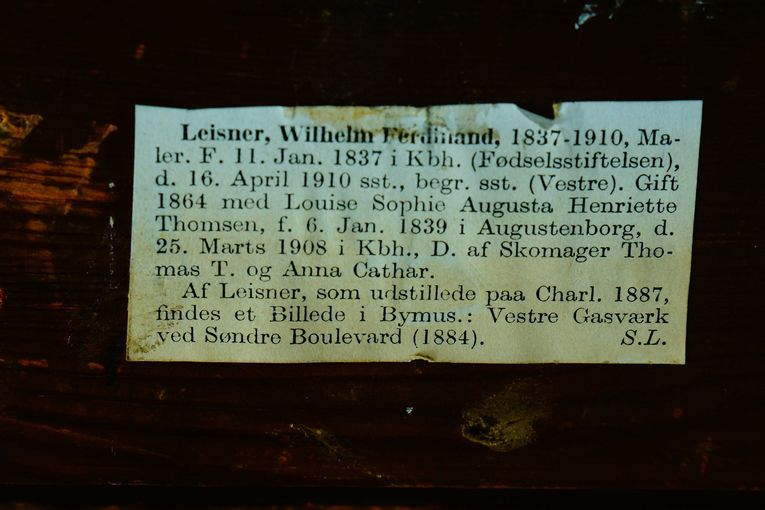 Leisner, Wilhelm Ferdinand, 1837-1910, Ma-
ler. F. 11. Jan. 1837 i Kbh. (Fødselsstiftelsen),
d. 16. April 1910 sst., begr. sst. (Vestre). Gift
1864 med Louise Sophie Augusta Henriette
Thomsen, f. 6. Jan. 1839 i Augustenborg, d.
25. Marts 1908 i Kbh., D. af Skomager Tho-
mas T. og Anna Cathar.
Af Leisner, som udstillede paa Charl. 1887,
findes et Billede i Bymus.: Vestre Gasværk
ved Søndre Boulevard (1884). S.L.